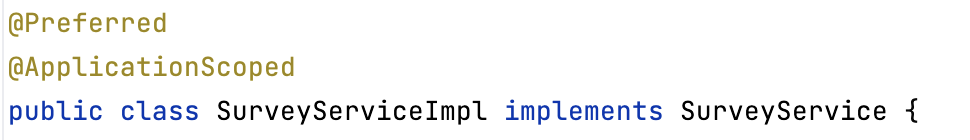 @Preferred
@ApplicationScoped
public class SurveyServiceImpl implements SurveyService {